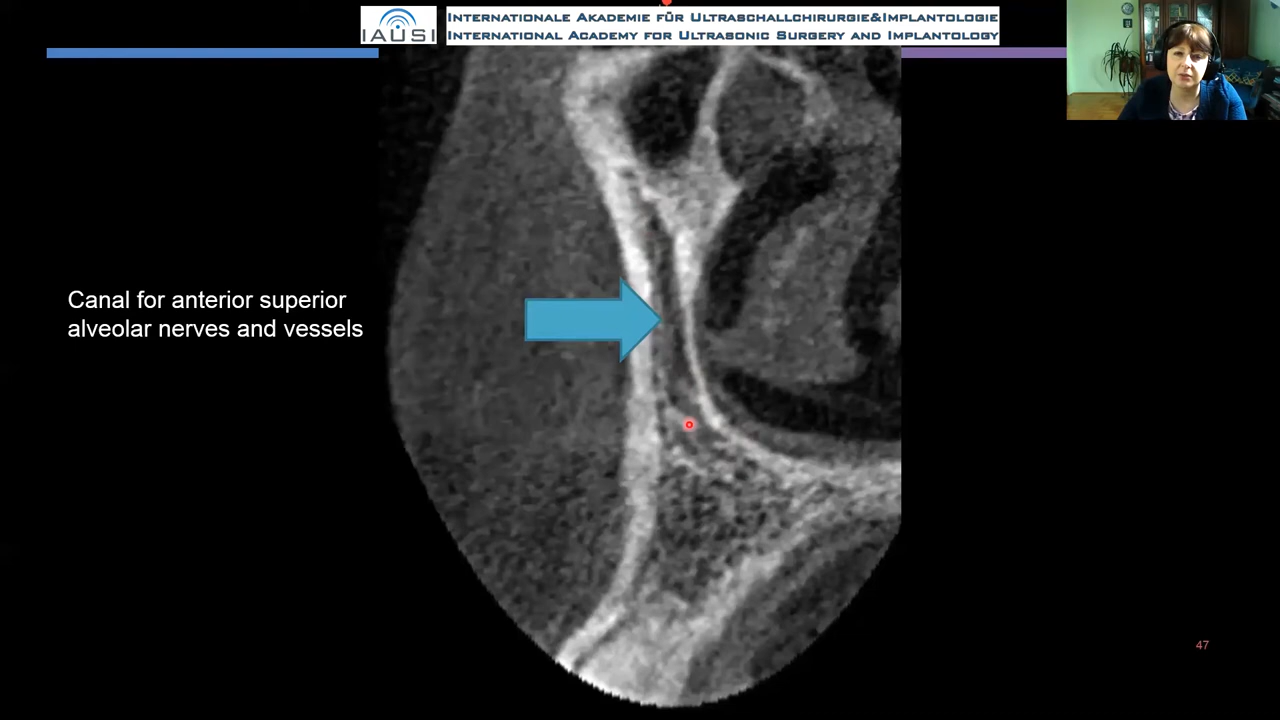 IAUSI
Internationale Akademie für Ultraschallchirurgie&Implantologie
International Academy for Ultrasonic Surgery and Implantology
Canal for anterior superior
alveolar nerves and vessels
47